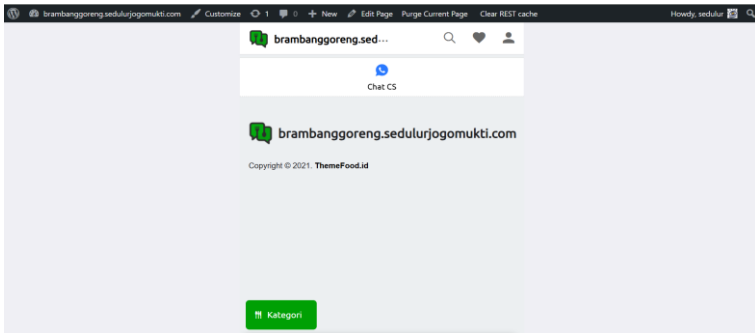 brambanggoreng.sedulurjogomukti.com Customize 1 0 New Edit Page Purge Current Page Clear REST cache Howdy, sedulur
brambanggoreng.sed...
Chat CS
brambanggoreng.sedulurjogomukti.com
Copyright © 2021. ThemeFood.id
Kategori